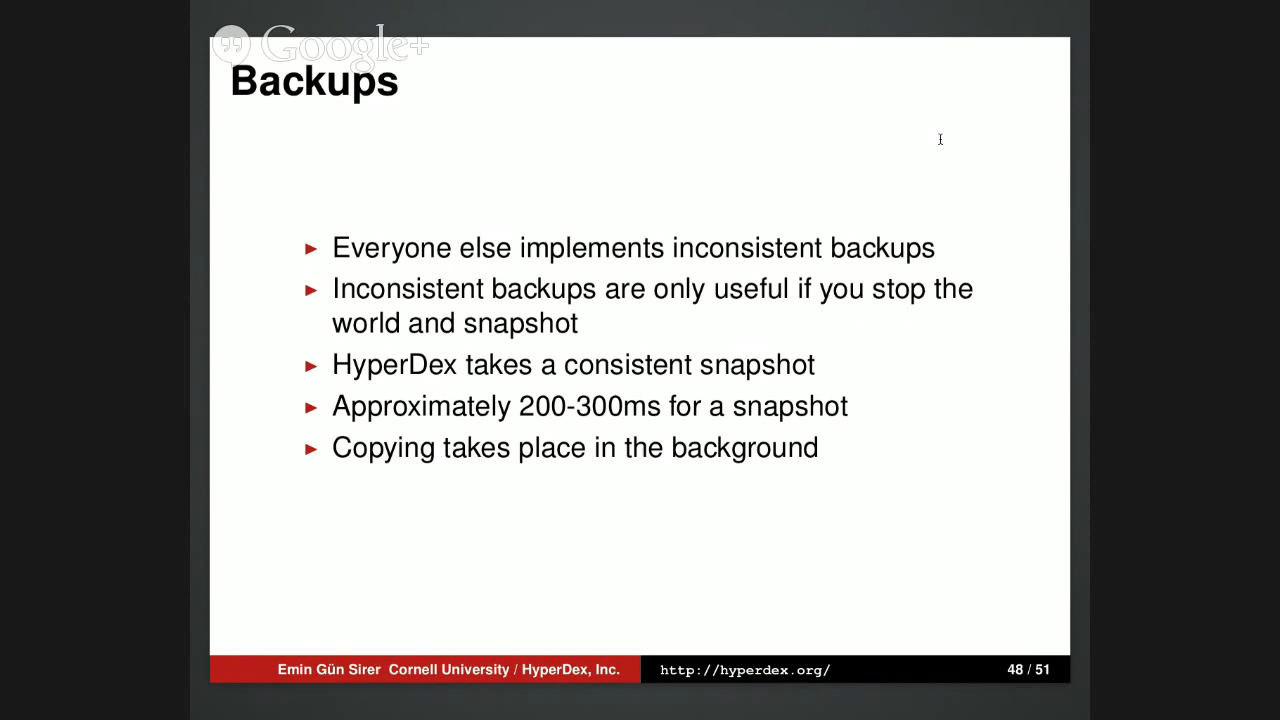 Google+
Backups
Everyone else implements inconsistent backups
Inconsistent backups are only useful if you stop the
world and snapshot
HyperDex takes a consistent snapshot
Approximately 200-300ms for a snapshot
Copying takes place in the background
Emin Gün Sirer Cornell University / HyperDex, Inc. http://hyperdex.org/ 48 / 51